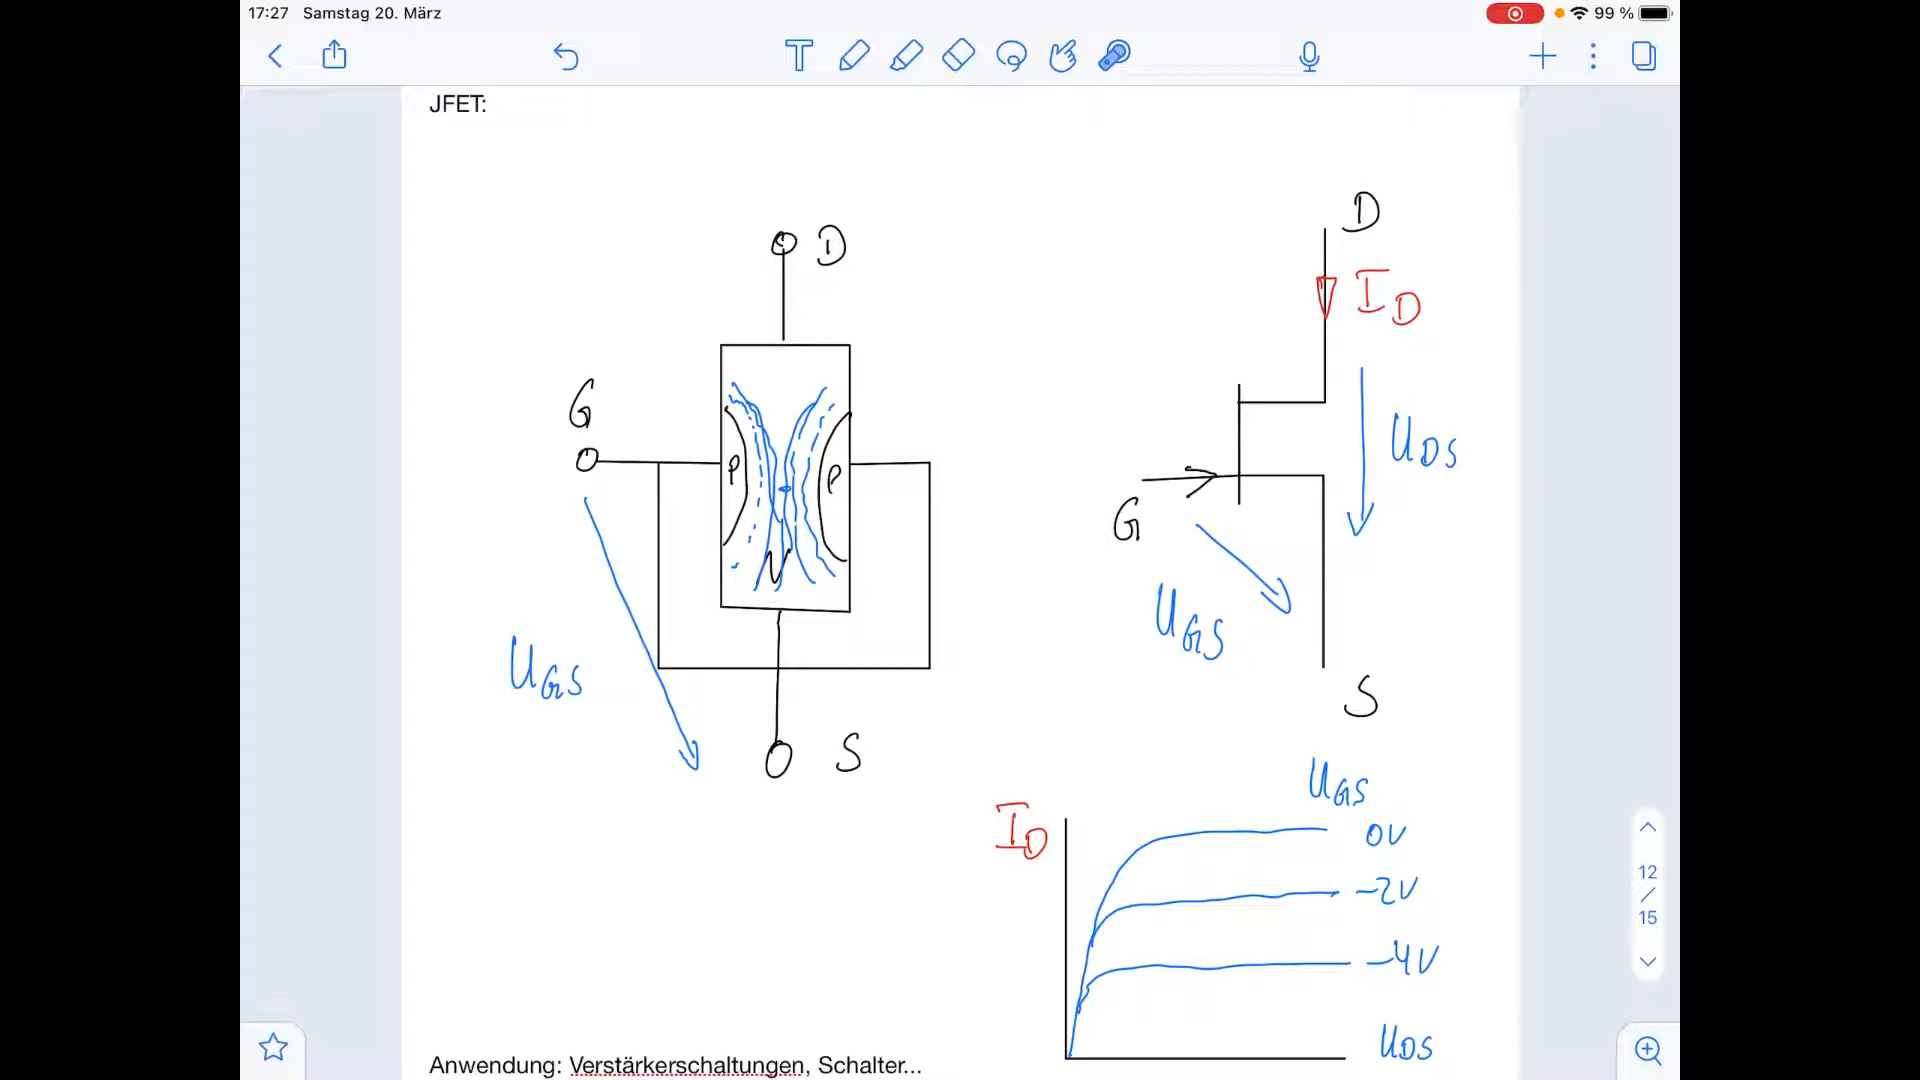 17:27 Samstag 20. März
99 %
JFET:
D
D
I_D
G
P
P
U_DS
G
N
U_GS
U_GS
S
S
U_GS
I_D
0V
-2V
12
/
15
-4V
U_DS
Anwendung: Verstärkerschaltungen, Schalter...